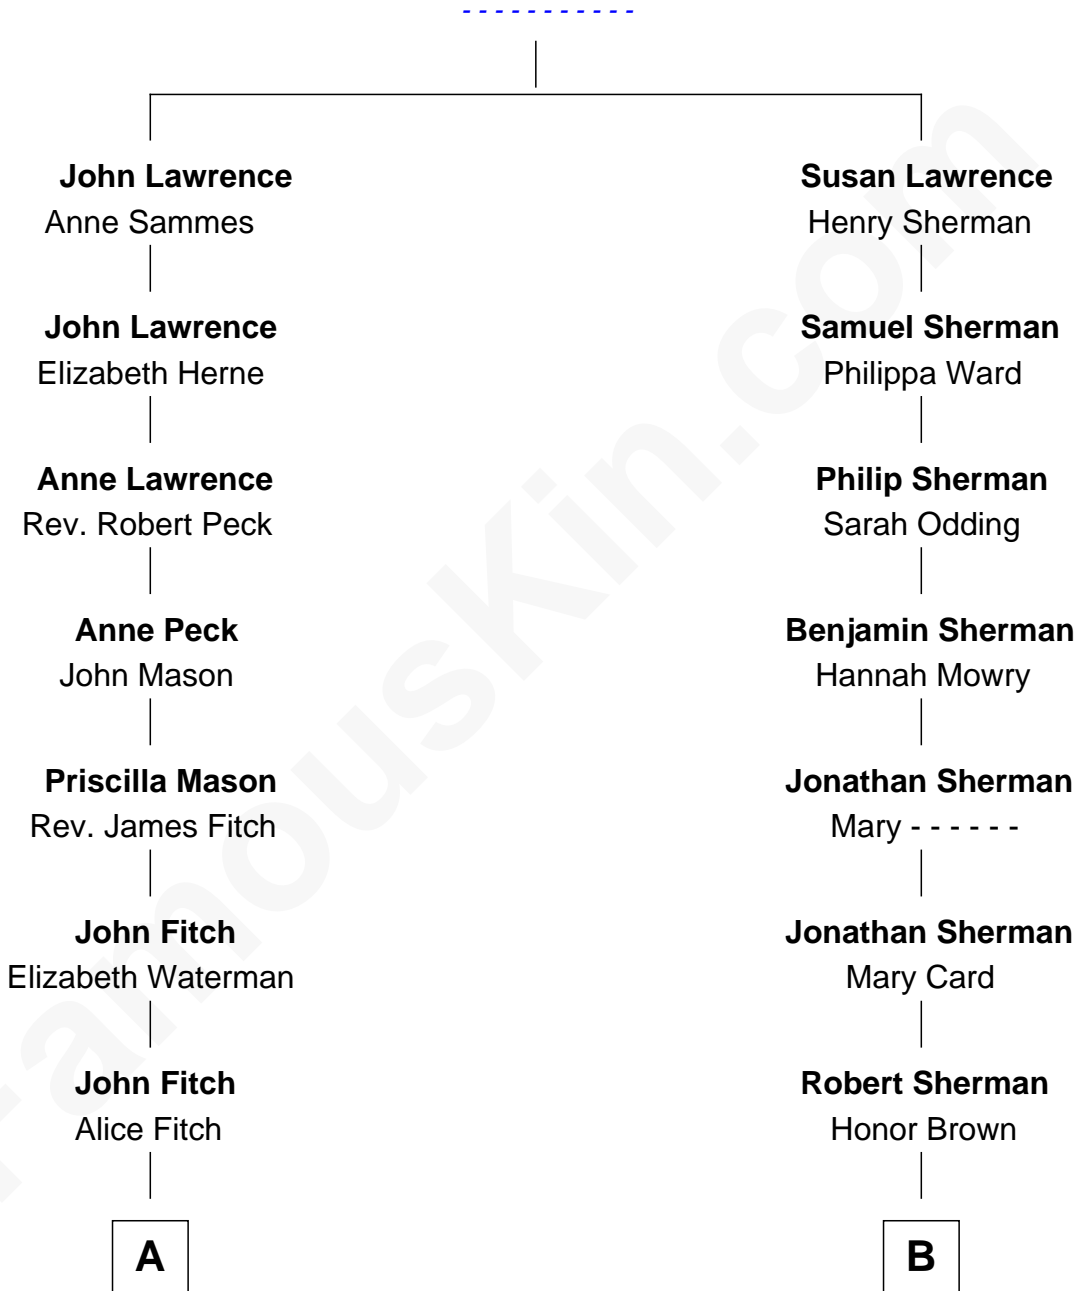 - - - - - - - - - - -
John Lawrence
Anne Sammes
John Lawrence
Elizabeth Herne
Anne Lawrence
Rev. Robert Peck
Anne Peck
John Mason
Priscilla Mason
Rev. James Fitch
John Fitch
Elizabeth Waterman
John Fitch
Alice Fitch
A
Susan Lawrence
Henry Sherman
Samuel Sherman
Philippa Ward
Philip Sherman
Sarah Odding
Benjamin Sherman
Hannah Mowry
Jonathan Sherman
Mary - - - - - -
Jonathan Sherman
Mary Card
Robert Sherman
Honor Brown
B
FamousKin.com